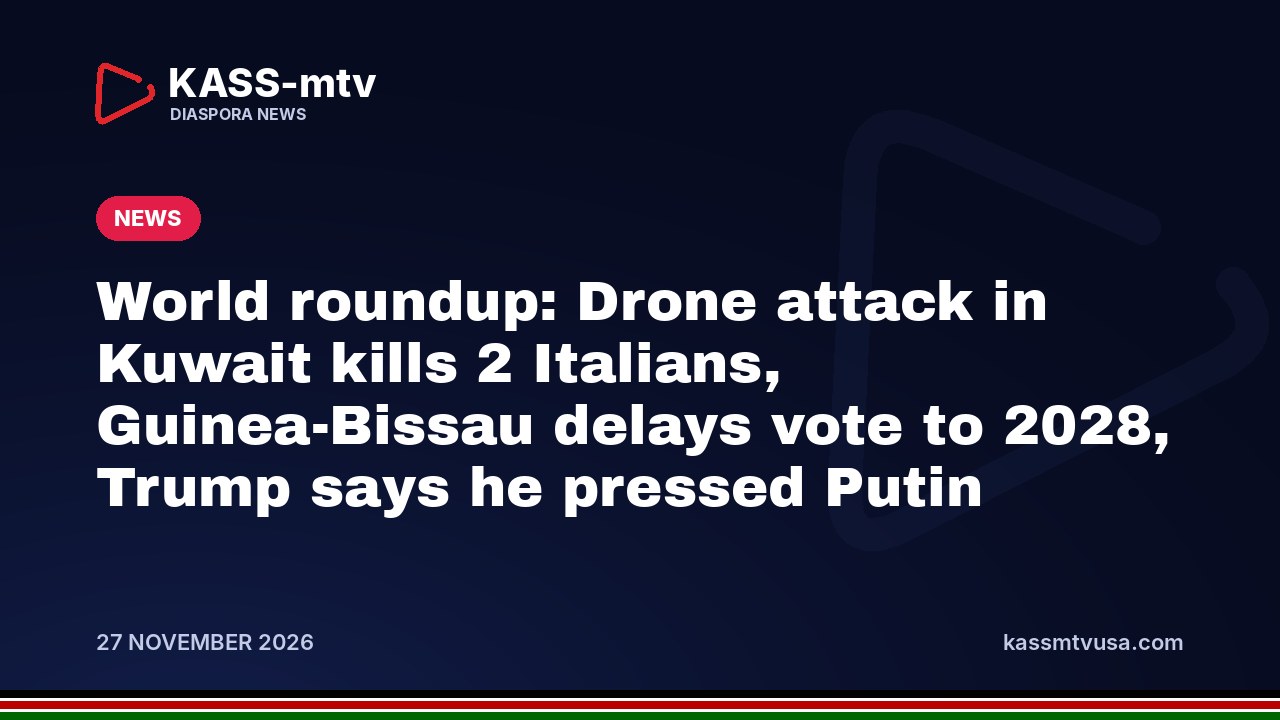 KASS-mtv
DIASPORA NEWS
NEWS
World roundup: Drone attack in
Kuwait kills 2 Italians,
Guinea-Bissau delays vote to 2028,
Trump says he pressed Putin
27 NOVEMBER 2026
kassmtvusa.com